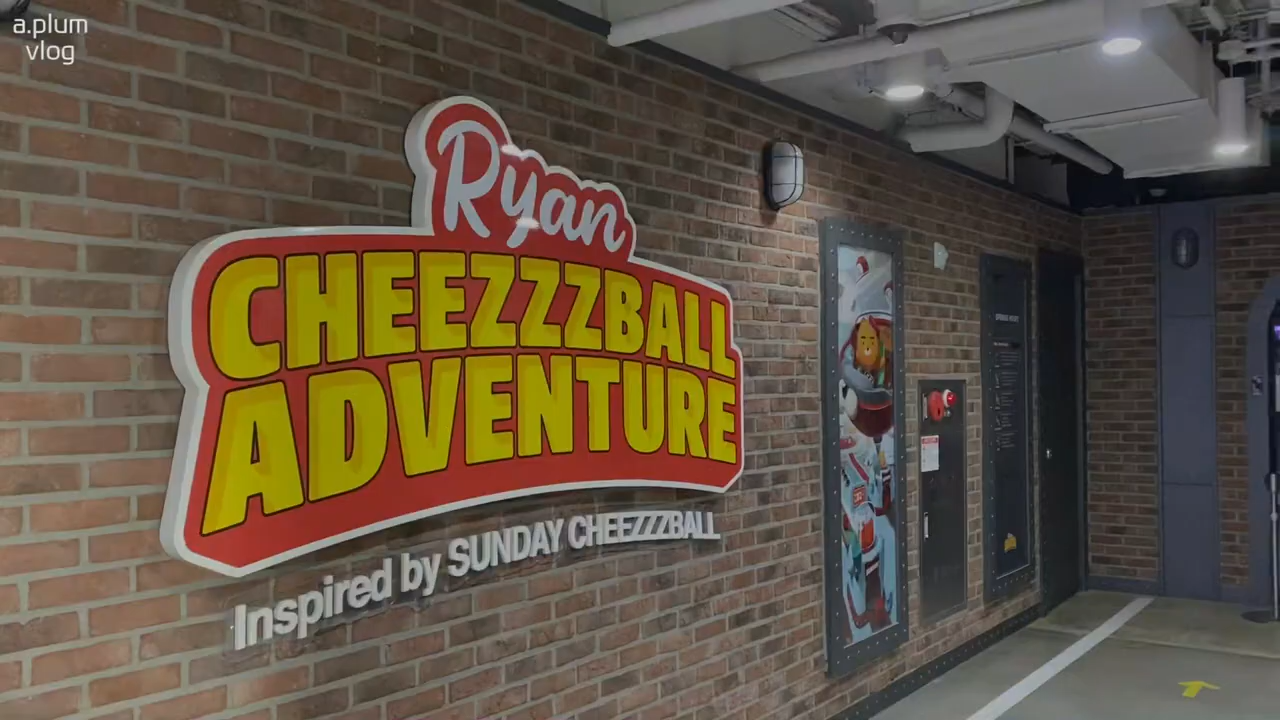 a.plum
vlog
Ryan
CHEEZZZBALL
ADVENTURE
Inspired by SUNDAY CHEEZZZBALL